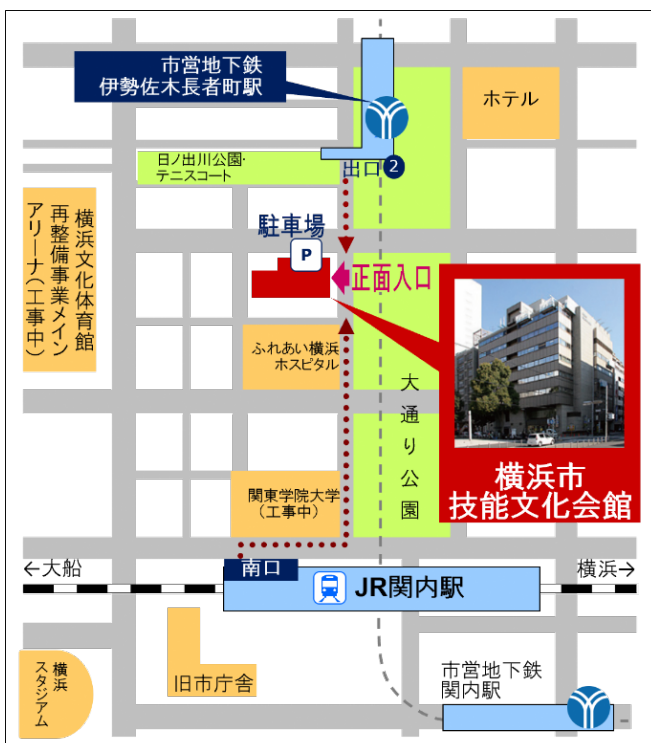 市営地下鉄
伊勢佐木長者町駅
ホテル
日ノ出川公園・
テニスコート
出口2
駐車場
P
正面入口
横浜文化体育館
再整備事業メイン
アリーナ(工事中)
ふれあい横浜
ホスピタル
大通り公園
横浜市
技能文化会館
関東学院大学
(工事中)
←大船
南口
横浜→
JR関内駅
旧市庁舎
横浜
スタジアム
市営地下鉄
関内駅